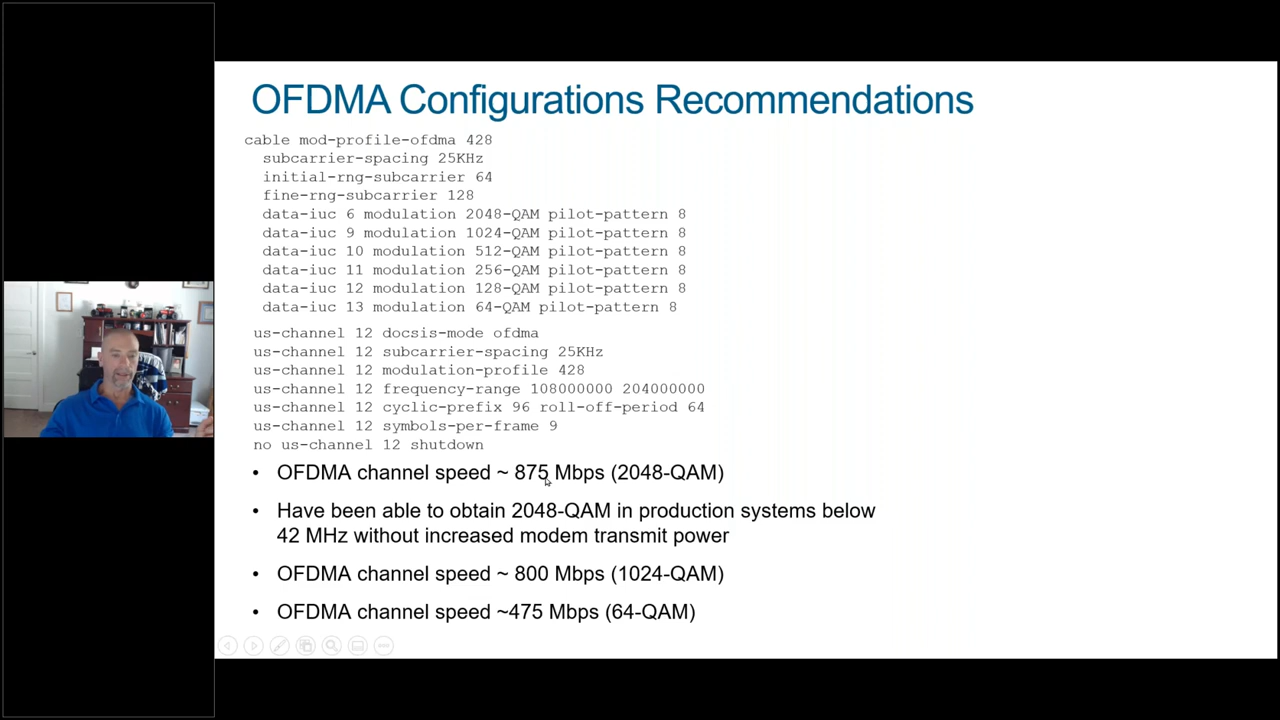 OFDMA Configurations Recommendations
cable mod-profile-ofdma 428
subcarrier-spacing 25KHz
initial-rng-subcarrier 64
fine-rng-subcarrier 128
data-iuc 6 modulation 2048-QAM pilot-pattern 8
data-iuc 9 modulation 1024-QAM pilot-pattern 8
data-iuc 10 modulation 512-QAM pilot-pattern 8
data-iuc 11 modulation 256-QAM pilot-pattern 8
data-iuc 12 modulation 128-QAM pilot-pattern 8
data-iuc 13 modulation 64-QAM pilot-pattern 8
us-channel 12 docsis-mode ofdma
us-channel 12 subcarrier-spacing 25KHz
us-channel 12 modulation-profile 428
us-channel 12 frequency-range 108000000 204000000
us-channel 12 cyclic-prefix 96 roll-off-period 64
us-channel 12 symbols-per-frame 9
no us-channel 12 shutdown
• OFDMA channel speed ~ 875 Mbps (2048-QAM)
• Have been able to obtain 2048-QAM in production systems below
42 MHz without increased modem transmit power
• OFDMA channel speed ~ 800 Mbps (1024-QAM)
• OFDMA channel speed ~475 Mbps (64-QAM)